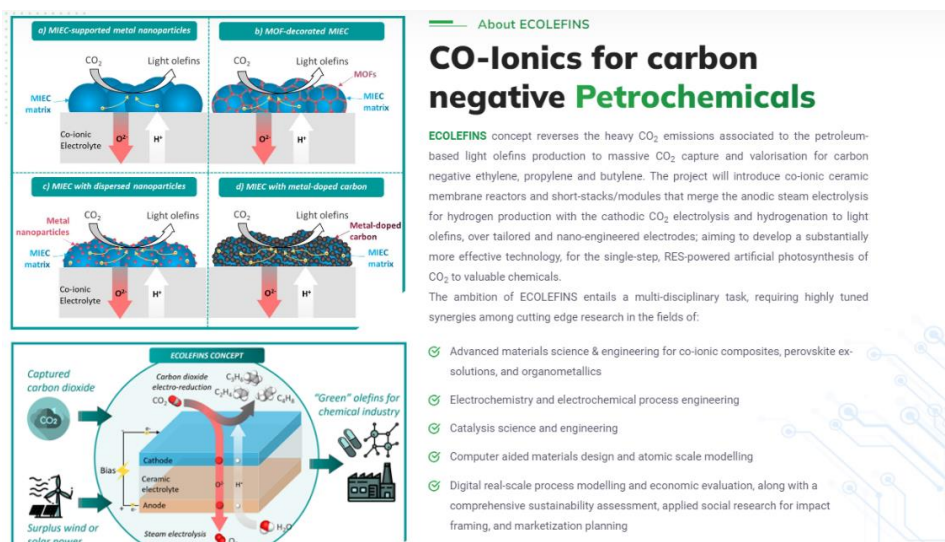 a) MIEC-supported metal nanoparticles
CO2
Light olefins
MIEC
matrix
Co-ionic
Electrolyte
O2-
H+
b) MOF-decorated MIEC
CO2
Light olefins
MOFs
MIEC
matrix
O2-
H+
c) MIEC with dispersed nanoparticles
CO2
Light olefins
Metal
nanoparticles
MIEC
matrix
Co-ionic
Electrolyte
O2-
H+
d) MIEC with metal-doped carbon
CO2
Light olefins
Metal-doped
carbon
MIEC
matrix
O2-
H+
ECOLEFINS CONCEPT
Captured
carbon dioxide
CO2
Surplus wind or
solar power
Carbon dioxide
electro-reduction
CO2
C2H4
C3H6
C4H8
e-
e-
Bias
Cathode
Ceramic
electrolyte
Anode
O2-
H+
H2O
Steam electrolysis
O2
"Green" olefins for
chemical industry
About ECOLEFINS
CO-Ionics for carbon
negative Petrochemicals
ECOLEFINS concept reverses the heavy CO2 emissions associated to the petroleum-
based light olefins production to massive CO2 capture and valorisation for carbon
negative ethylene, propylene and butylene. The project will introduce co-ionic ceramic
membrane reactors and short-stacks/modules that merge the anodic steam electrolysis
for hydrogen production with the cathodic CO2 electrolysis and hydrogenation to light
olefins, over tailored and nano-engineered electrodes; aiming to develop a substantially
more effective technology, for the single-step, RES-powered artificial photosynthesis of
CO2 to valuable chemicals.
The ambition of ECOLEFINS entails a multi-disciplinary task, requiring highly tuned
synergies among cutting edge research in the fields of:
Advanced materials science & engineering for co-ionic composites, perovskite ex-
solutions, and organometallics
Electrochemistry and electrochemical process engineering
Catalysis science and engineering
Computer aided materials design and atomic scale modelling
Digital real-scale process modelling and economic evaluation, along with a
comprehensive sustainability assessment, applied social research for impact
framing, and marketization planning